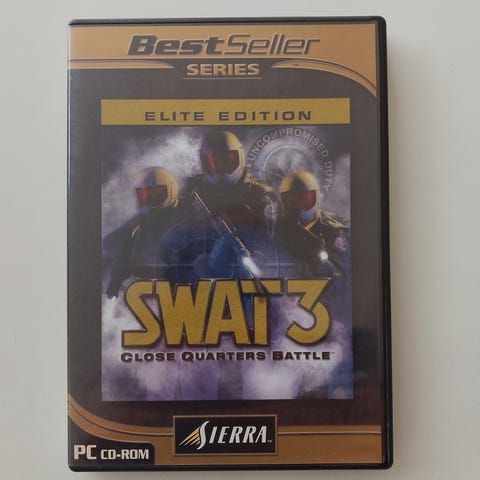 BestSeller
SERIES
ELITE EDITION
UNCOMPROMISED DUTY
SWAT 3
CLOSE QUARTERS BATTLE
SIERRA
PC CD-ROM